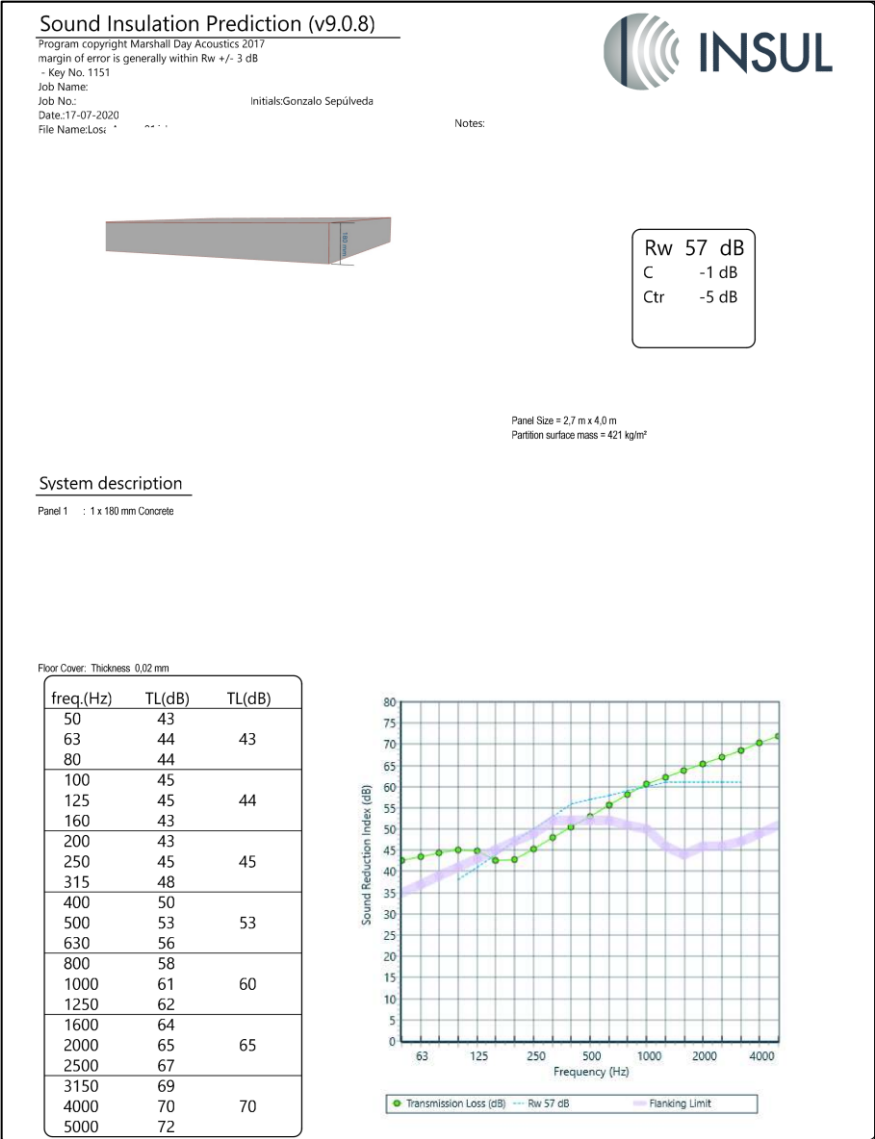 Sound Insulation Prediction (v9.0.8)
Program copyright Marshall Day Acoustics 2017
margin of error is generally within Rw +/- 3 dB
- Key No. 1151
Job Name:
Job No.: Initials:Gonzalo Sepúlveda
Date.:17-07-2020
File Name:
Notes:
INSUL
180 mm
Rw 57 dB
C -1 dB
Ctr -5 dB
Panel Size = 2,7 m x 4,0 m
Partition surface mass = 421 kg/m²
System description
Panel 1 : 1 x 180 mm Concrete
Floor Cover: Thickness 0,02 mm
freq.(Hz) TL(dB) TL(dB)
50 43
63 44 43
80 44
100 45
125 45 44
160 43
200 43
250 45 45
315 48
400 50
500 53 53
630 56
800 58
1000 61 60
1250 62
1600 64
2000 65 65
2500 67
3150 69
4000 70 70
5000 72
Sound Reduction Index (dB)
80
75
70
65
60
55
50
45
40
35
30
25
20
15
10
5
0
63 125 250 500 1000 2000 4000
Frequency (Hz)
Transmission Loss (dB) Rw 57 dB Flanking Limit